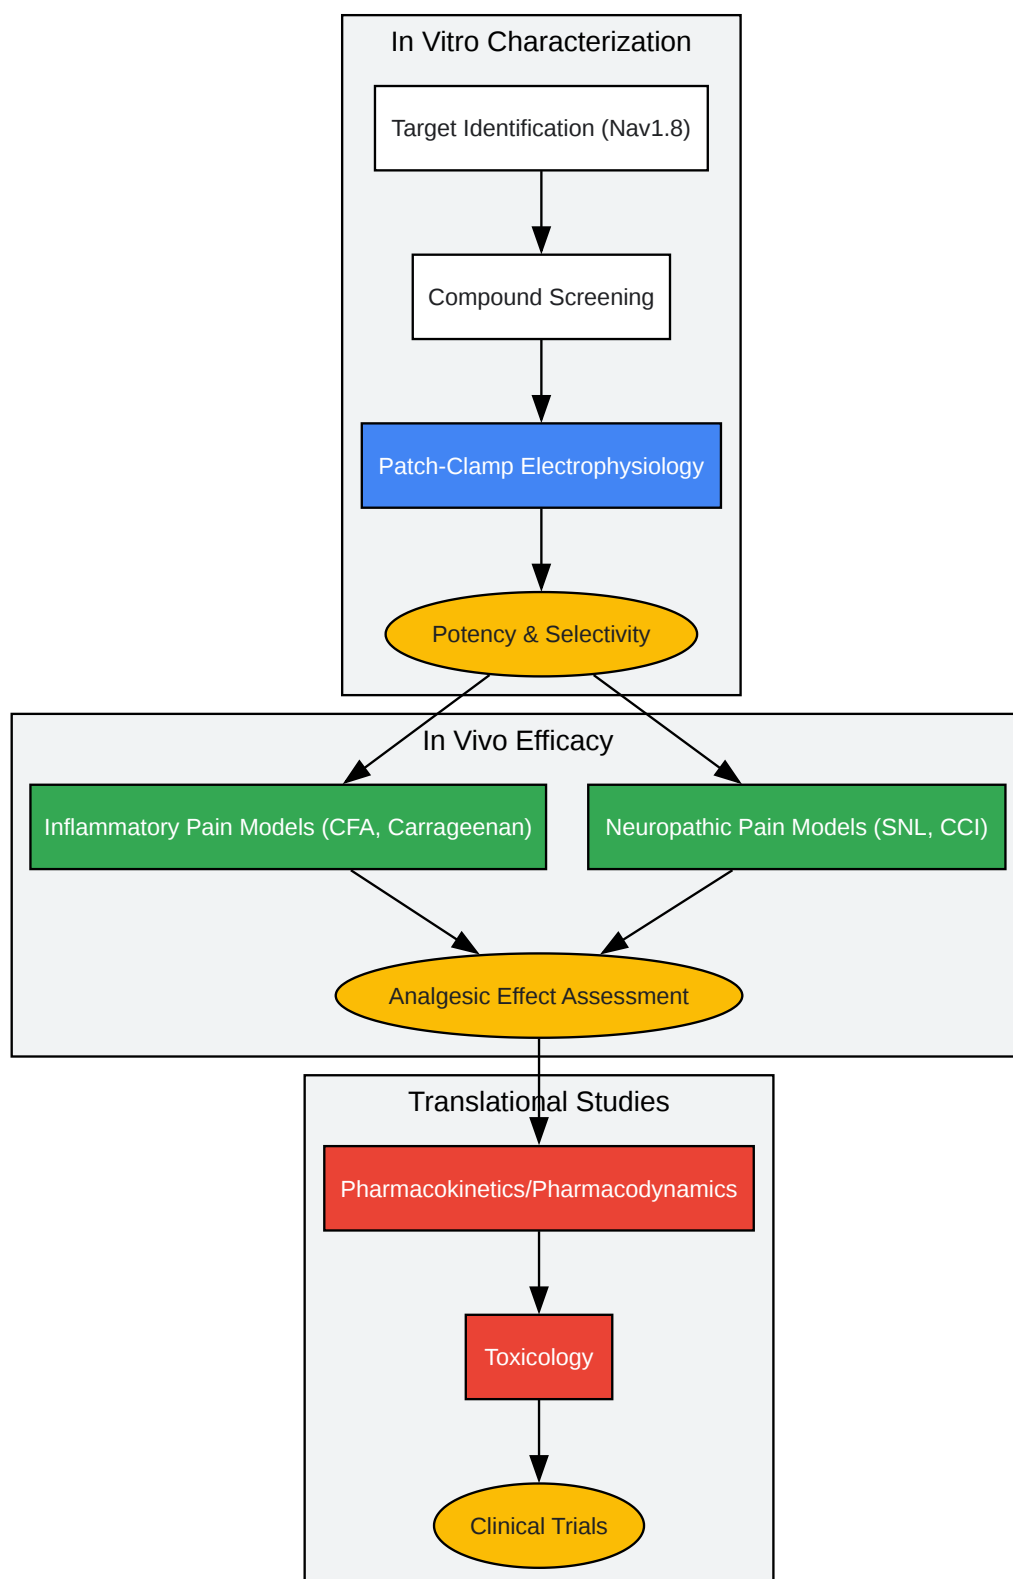 In Vitro Characterization
Target Identification (Nav1.8)
Compound Screening
Patch-Clamp Electrophysiology
Potency & Selectivity
In Vivo Efficacy
Inflammatory Pain Models (CFA, Carrageenan)
Neuropathic Pain Models (SNL, CCI)
Analgesic Effect Assessment
Translational Studies
Pharmacokinetics/Pharmacodynamics
Toxicology
Clinical Trials